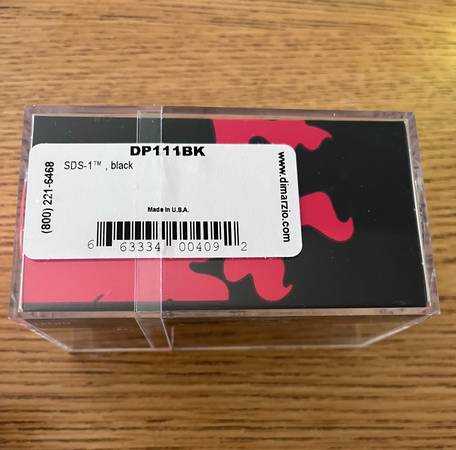 DP111BK
SDS-1™ , black
(800) 221-6468
www.dimarzio.com
Made in U.S.A.
6 63334 00409 2